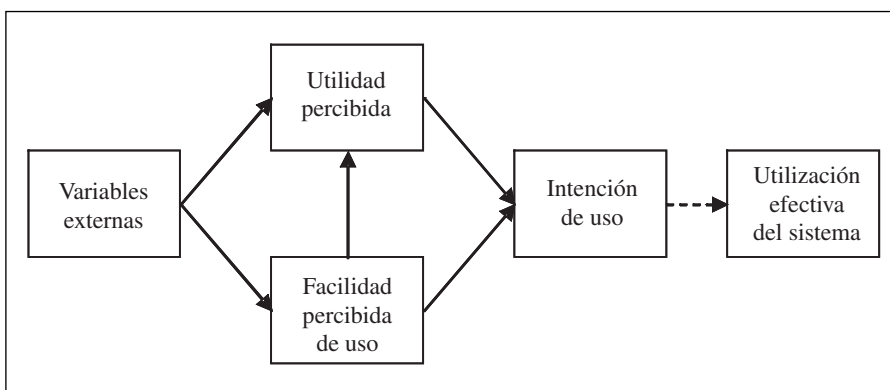 Utilidad
percibida
Variables
externas
Facilidad
percibida
de uso
Intención
de uso
Utilización
efectiva
del sistema